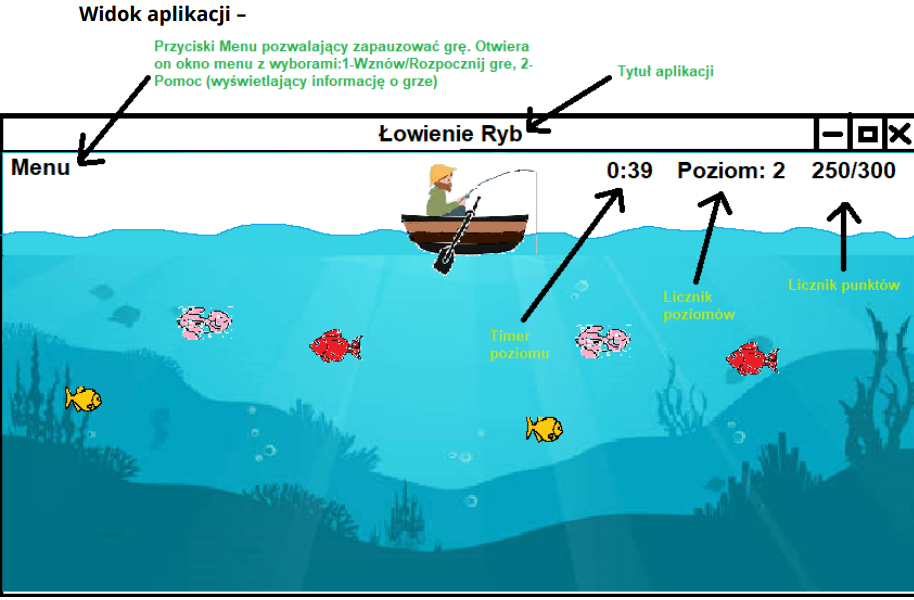 Widok aplikacji –
Przyciski Menu pozwalający zapauzować grę. Otwiera
on okno menu z wyborami:1-Wznów/Rozpocznij gre, 2-
Pomoc (wyświetlający informację o grze)
Tytuł aplikacji
Łowienie Ryb
Menu
0:39
Poziom: 2
250/300
Licznik punktów
Licznik
poziomów
Timer
poziomu